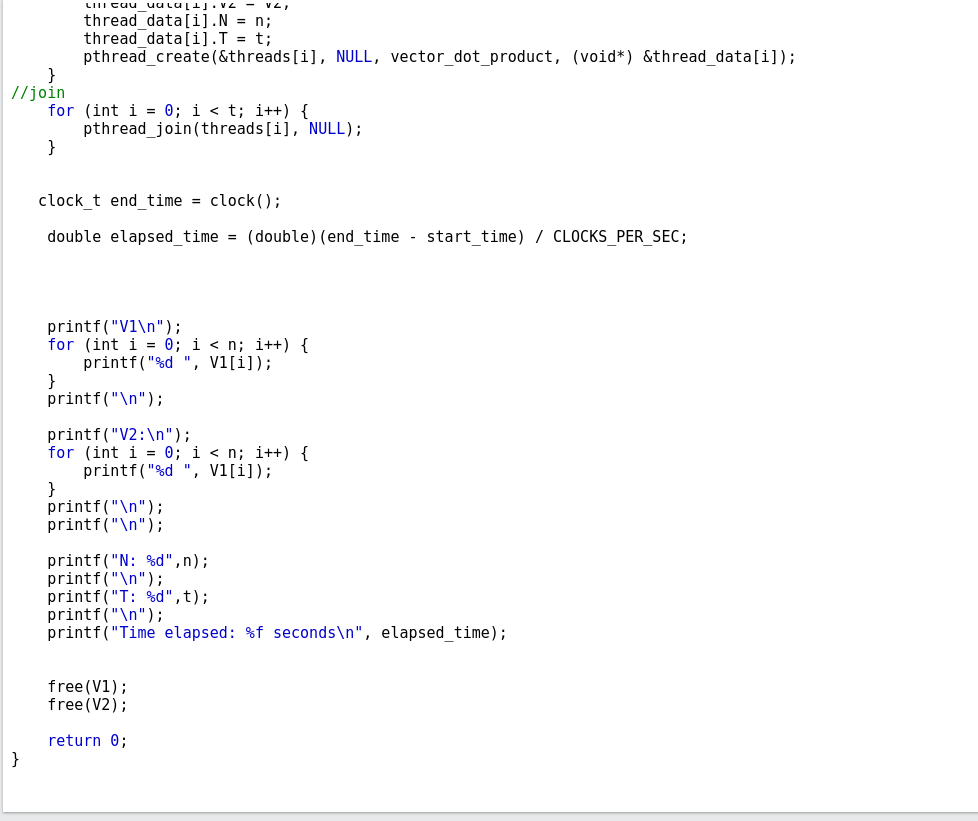 thread_data[i].V2 = V2;
        thread_data[i].N = n;
        thread_data[i].T = t;
        pthread_create(&threads[i], NULL, vector_dot_product, (void*) &thread_data[i]);
    }
//join
    for (int i = 0; i < t; i++) {
        pthread_join(threads[i], NULL);
    }
   clock_t end_time = clock();
    double elapsed_time = (double)(end_time - start_time) / CLOCKS_PER_SEC;
    printf("V1\n");
    for (int i = 0; i < n; i++) {
        printf("%d ", V1[i]);
    }
    printf("\n");
    printf("V2:\n");
    for (int i = 0; i < n; i++) {
        printf("%d ", V1[i]);
    }
    printf("\n");
    printf("\n");
    printf("N: %d",n);
    printf("\n");
    printf("T: %d",t);
    printf("\n");
    printf("Time elapsed: %f seconds\n", elapsed_time);
    free(V1);
    free(V2);
    return 0;
}